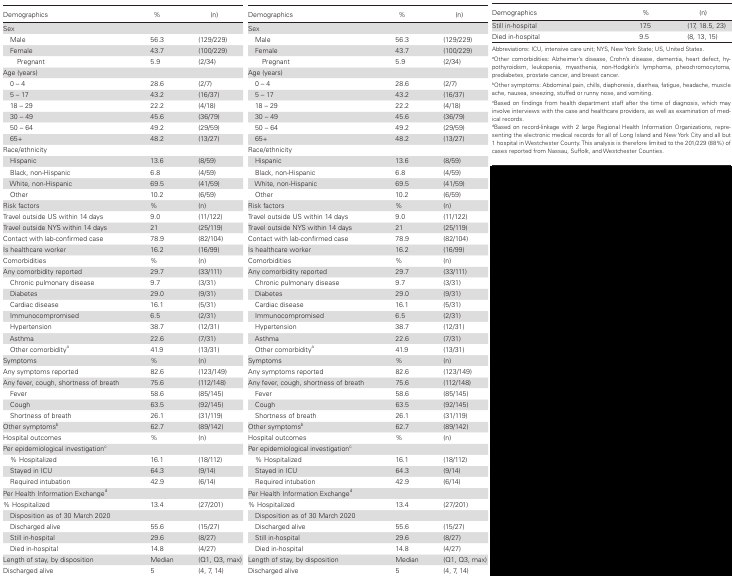 Demographics % (n)
Sex
Male 56.3 (129/229)
Female 43.7 (100/229)
Pregnant 5.9 (2/34)
Age (years)
0 – 4 28.6 (2/7)
5 – 17 43.2 (16/37)
18 – 29 22.2 (4/18)
30 – 49 45.6 (36/79)
50 – 64 49.2 (29/59)
65+ 48.2 (13/27)
Race/ethnicity
Hispanic 13.6 (8/59)
Black, non-Hispanic 6.8 (4/59)
White, non-Hispanic 69.5 (41/59)
Other 10.2 (6/59)
Risk factors % (n)
Travel outside US within 14 days 9.0 (11/122)
Travel outside NYS within 14 days 21 (25/119)
Contact with lab-confirmed case 78.9 (82/104)
Is healthcare worker 16.2 (16/99)
Comorbidities % (n)
Any comorbidity reported 29.7 (33/111)
Chronic pulmonary disease 9.7 (3/31)
Diabetes 29.0 (9/31)
Cardiac disease 16.1 (5/31)
Immunocompromised 6.5 (2/31)
Hypertension 38.7 (12/31)
Asthma 22.6 (7/31)
Other comorbidityᵃ 41.9 (13/31)
Symptoms % (n)
Any symptoms reported 82.6 (123/149)
Any fever, cough, shortness of breath 75.6 (112/148)
Fever 58.6 (85/145)
Cough 63.5 (92/145)
Shortness of breath 26.1 (31/119)
Other symptomsᵇ 62.7 (89/142)
Hospital outcomes % (n)
Per epidemiological investigationᶜ
% Hospitalized 16.1 (18/112)
Stayed in ICU 64.3 (9/14)
Required intubation 42.9 (6/14)
Per Health Information Exchangeᵈ
% Hospitalized 13.4 (27/201)
Disposition as of 30 March 2020
Discharged alive 55.6 (15/27)
Still in-hospital 29.6 (8/27)
Died in-hospital 14.8 (4/27)
Length of stay, by disposition Median (Q1, Q3, max)
Discharged alive 5 (4, 7, 14)
Demographics % (n)
Sex
Male 56.3 (129/229)
Female 43.7 (100/229)
Pregnant 5.9 (2/34)
Age (years)
0 – 4 28.6 (2/7)
5 – 17 43.2 (16/37)
18 – 29 22.2 (4/18)
30 – 49 45.6 (36/79)
50 – 64 49.2 (29/59)
65+ 48.2 (13/27)
Race/ethnicity
Hispanic 13.6 (8/59)
Black, non-Hispanic 6.8 (4/59)
White, non-Hispanic 69.5 (41/59)
Other 10.2 (6/59)
Risk factors % (n)
Travel outside US within 14 days 9.0 (11/122)
Travel outside NYS within 14 days 21 (25/119)
Contact with lab-confirmed case 78.9 (82/104)
Is healthcare worker 16.2 (16/99)
Comorbidities % (n)
Any comorbidity reported 29.7 (33/111)
Chronic pulmonary disease 9.7 (3/31)
Diabetes 29.0 (9/31)
Cardiac disease 16.1 (5/31)
Immunocompromised 6.5 (2/31)
Hypertension 38.7 (12/31)
Asthma 22.6 (7/31)
Other comorbidityᵃ 41.9 (13/31)
Symptoms % (n)
Any symptoms reported 82.6 (123/149)
Any fever, cough, shortness of breath 75.6 (112/148)
Fever 58.6 (85/145)
Cough 63.5 (92/145)
Shortness of breath 26.1 (31/119)
Other symptomsᵇ 62.7 (89/142)
Hospital outcomes % (n)
Per epidemiological investigationᶜ
% Hospitalized 16.1 (18/112)
Stayed in ICU 64.3 (9/14)
Required intubation 42.9 (6/14)
Per Health Information Exchangeᵈ
% Hospitalized 13.4 (27/201)
Disposition as of 30 March 2020
Discharged alive 55.6 (15/27)
Still in-hospital 29.6 (8/27)
Died in-hospital 14.8 (4/27)
Length of stay, by disposition Median (Q1, Q3, max)
Discharged alive 5 (4, 7, 14)
Demographics % (n)
Still in-hospital 17.5 (17, 18.5, 23)
Died in-hospital 9.5 (8, 13, 15)
Abbreviations: ICU, intensive care unit; NYS, New York State; US, United States.
ᵃOther comorbidities: Alzheimer's disease, Crohn's disease, dementia, heart defect, hy-
pothyroidism, leukopenia, myasthenia, non-Hodgkin's lymphoma, pheochromocytoma,
prediabetes, prostate cancer, and breast cancer.
ᵇOther symptoms: Abdominal pain, chills, diaphoresis, diarrhea, fatigue, headache, muscle
ache, nausea, sneezing, stuffed or runny nose, and vomiting.
ᶜBased on findings from health department staff after the time of diagnosis, which may
involve interviews with the case and healthcare providers, as well as examination of med-
ical records.
ᵈBased on record-linkage with 2 large Regional Health Information Organizations, repre-
senting the electronic medical records for all of Long Island and New York City and all but
1 hospital in Westchester County. This analysis is therefore limited to the 201/229 (88%) of
cases reported from Nassau, Suffolk, and Westchester Counties.